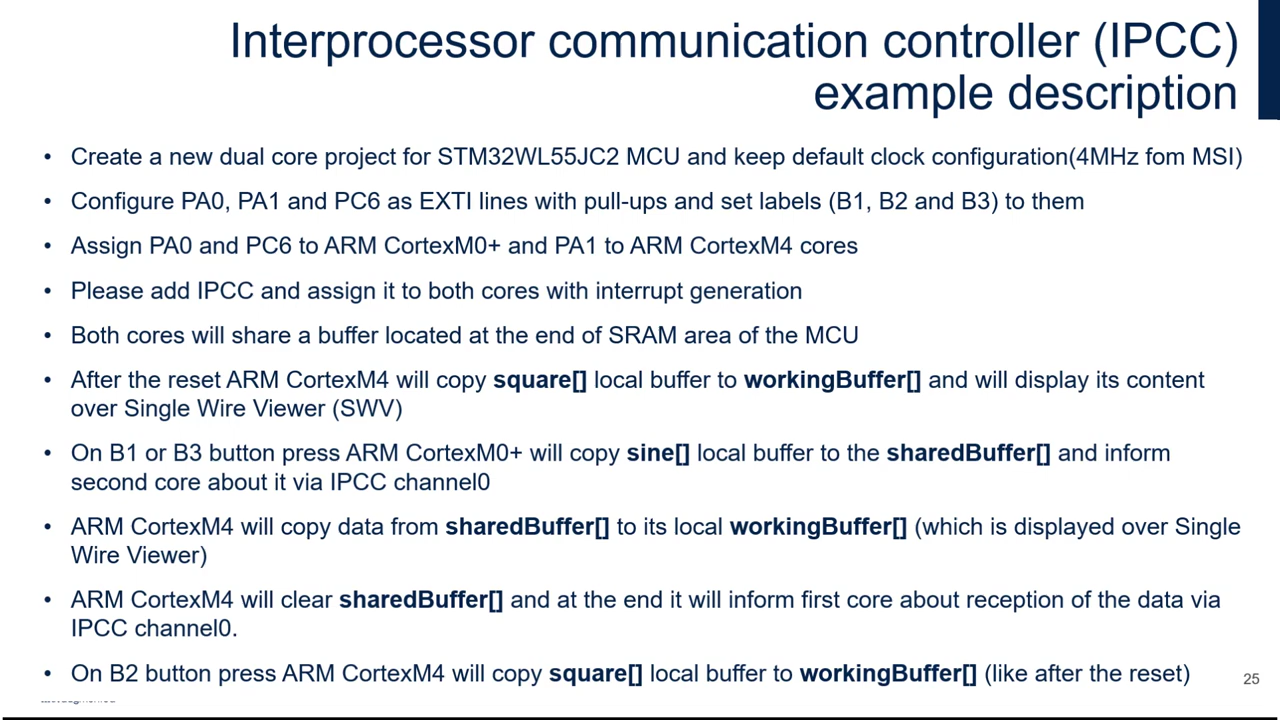 Interprocessor communication controller (IPCC)
example description
• Create a new dual core project for STM32WL55JC2 MCU and keep default clock configuration(4MHz fom MSI)
• Configure PA0, PA1 and PC6 as EXTI lines with pull-ups and set labels (B1, B2 and B3) to them
• Assign PA0 and PC6 to ARM CortexM0+ and PA1 to ARM CortexM4 cores
• Please add IPCC and assign it to both cores with interrupt generation
• Both cores will share a buffer located at the end of SRAM area of the MCU
• After the reset ARM CortexM4 will copy square[] local buffer to workingBuffer[] and will display its content
over Single Wire Viewer (SWV)
• On B1 or B3 button press ARM CortexM0+ will copy sine[] local buffer to the sharedBuffer[] and inform
second core about it via IPCC channel0
• ARM CortexM4 will copy data from sharedBuffer[] to its local workingBuffer[] (which is displayed over Single
Wire Viewer)
• ARM CortexM4 will clear sharedBuffer[] and at the end it will inform first core about reception of the data via
IPCC channel0.
• On B2 button press ARM CortexM4 will copy square[] local buffer to workingBuffer[] (like after the reset)
25